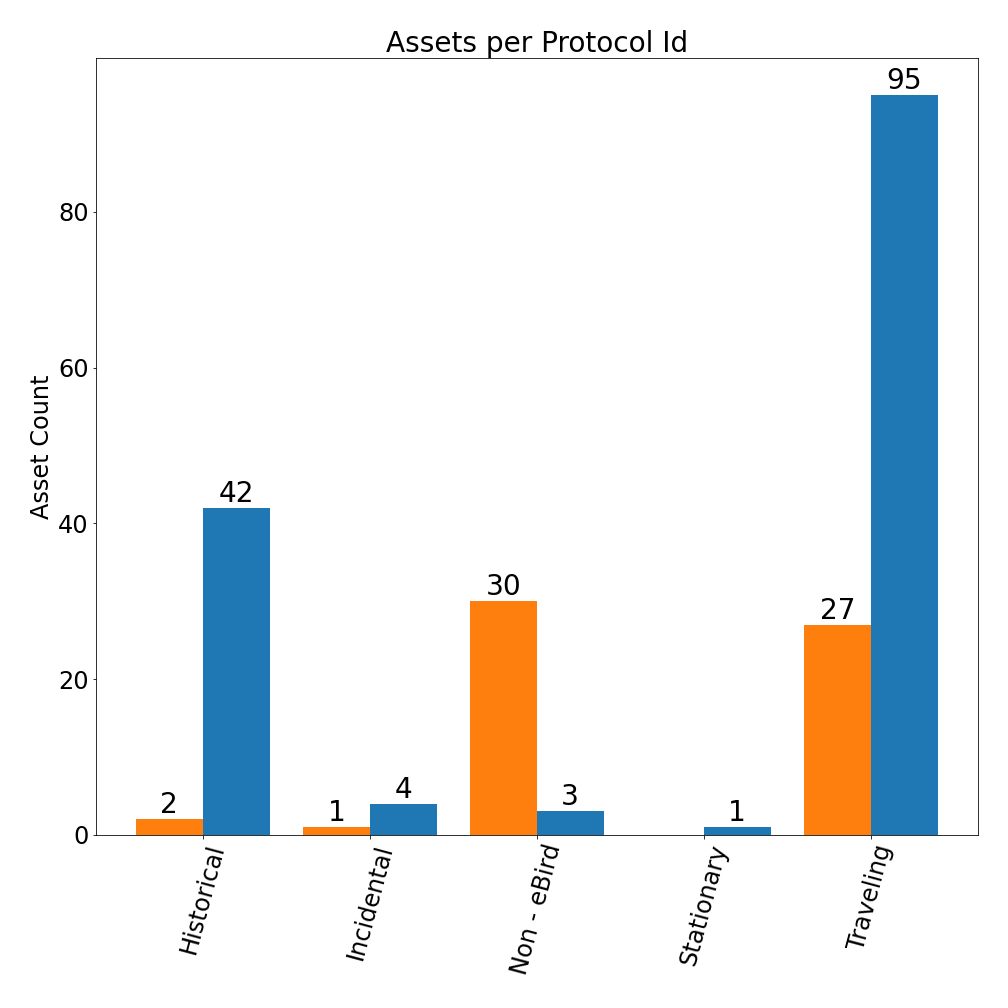 Assets per Protocol Id
95
80
60
Asset Count
42
40
30
27
20
2
1
4
3
1
0
Historical
Incidental
Non - eBird
Stationary
Traveling